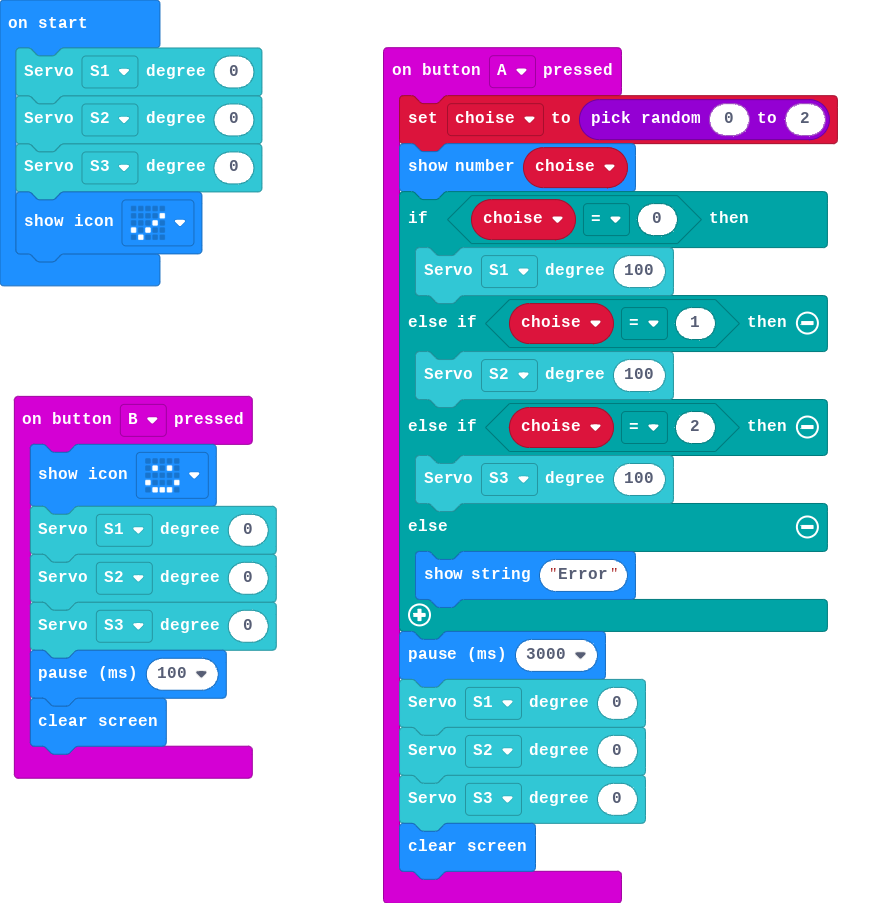 on start
Servo S1 degree 0
Servo S2 degree 0
Servo S3 degree 0
show icon
on button B pressed
show icon
Servo S1 degree 0
Servo S2 degree 0
Servo S3 degree 0
pause (ms) 100
clear screen
on button A pressed
set choise to pick random 0 to 2
show number choise
if choise = 0 then
Servo S1 degree 100
else if choise = 1 then
Servo S2 degree 100
else if choise = 2 then
Servo S3 degree 100
else
show string "Error"
pause (ms) 3000
Servo S1 degree 0
Servo S2 degree 0
Servo S3 degree 0
clear screen